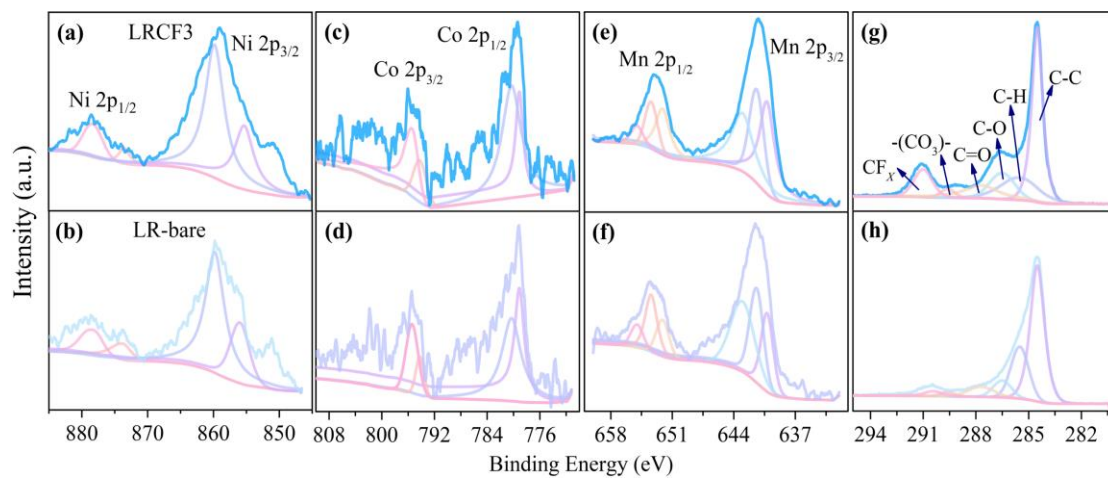 (a) LRCF3
Ni 2p3/2
Ni 2p1/2
(c) Co 2p1/2
Co 2p3/2
(e)
Mn 2p1/2 Mn 2p3/2
(g)
C-C
C-H
C-O
-(CO3)-
C=O
CFX
(b) LR-bare
(d)
(f)
(h)
Intensity (a.u.)
880 870 860 850 808 800 792 784 776 658 651 644 637 294 291 288 285 282
Binding Energy (eV)